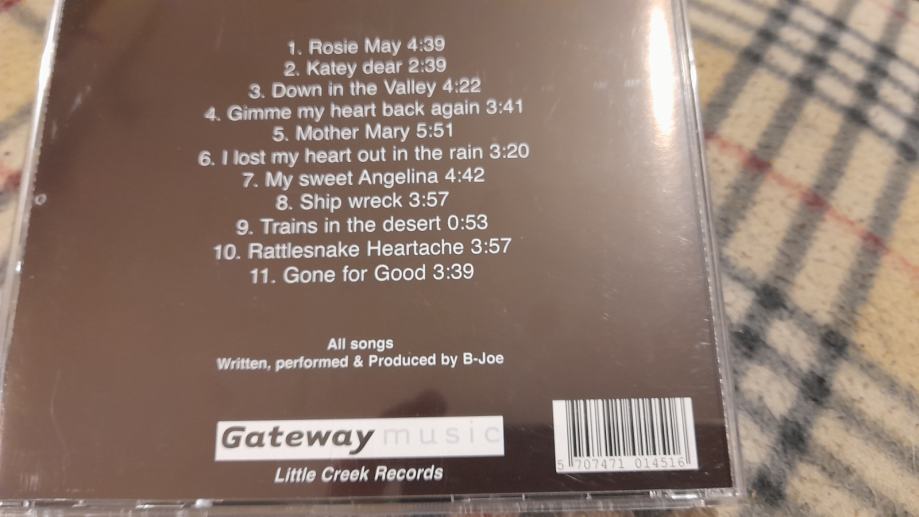 1. Rosie May 4:39
2. Katey dear 2:39
3. Down in the Valley 4:22
4. Gimme my heart back again 3:41
5. Mother Mary 5:51
6. I lost my heart out in the rain 3:20
7. My sweet Angelina 4:42
8. Ship wreck 3:57
9. Trains in the desert 0:53
10. Rattlesnake Heartache 3:57
11. Gone for Good 3:39
All songs
Written, performed & Produced by B-Joe
Gateway music
Little Creek Records
5 707471 014516